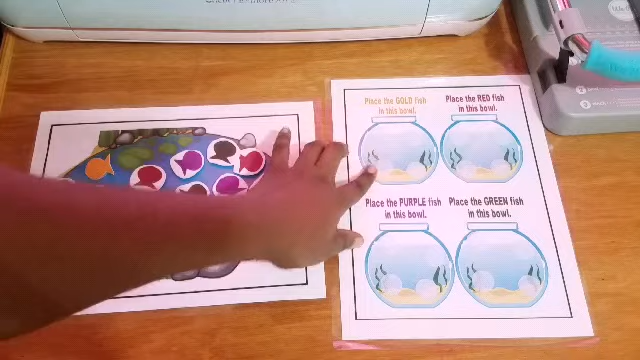 Place the GOLD fish
in this bowl.
Place the RED fish
in this bowl.
Place the PURPLE fish
in this bowl.
Place the GREEN fish
in this bowl.